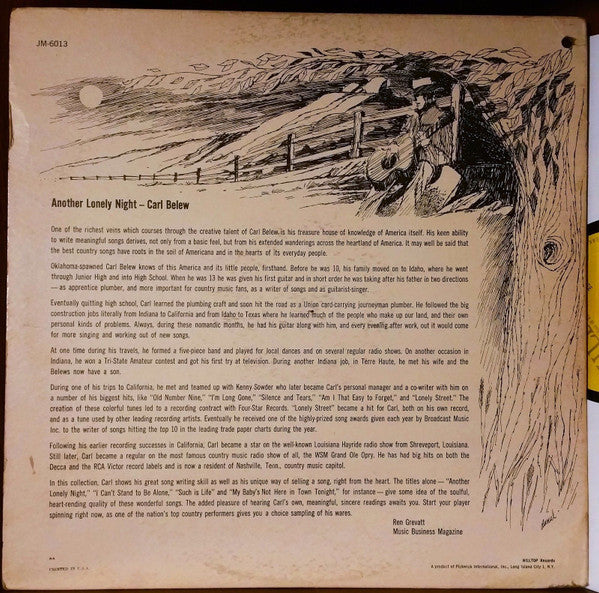 JM-6013
Another Lonely Night – Carl Belew
One of the richest veins which courses through the creative talent of Carl Belew is his treasure house of knowledge of America itself. His keen ability
to write meaningful songs derives, not only from a basic feel, but from his extended wanderings across the heartland of America. It may well be said that
the best country songs have roots in the soil of Americana and in the hearts of its everyday people.
Oklahoma-spawned Carl Belew knows of this America and its little people, firsthand. Before he was 10, his family moved on to Idaho, where he went
through Junior High and into High School. When he was 13 he was given his first guitar and in short order he was taking after his father in two directions
— as apprentice plumber, and more important for country music fans, as a writer of songs and as guitarist-singer.
Eventually quitting high school, Carl learned the plumbing craft and soon hit the road as a Union card-carrying journeyman plumber. He followed the big
construction jobs literally from Indiana to California and from Idaho to Texas where he learned much of the people who make up our land, and their own
personal kinds of problems. Always, during these nomandic months, he had his guitar along with him, and every evening after work, out it would come
for more singing and working out of new songs.
At one time during his travels, he formed a five-piece band and played for local dances and on several regular radio shows. On another occasion in
Indiana, he won a Tri-State Amateur contest and got his first try at television. During another Indiana job, in Terre Haute, he met his wife and the
Belews now have a son.
During one of his trips to California, he met and teamed up with Kenny Sowder who later became Carl's personal manager and a co-writer with him on
a number of his biggest hits, like "Old Number Nine," "I'm Long Gone," "Silence and Tears," "Am I That Easy to Forget," and "Lonely Street." The
creation of these colorful tunes led to a recording contract with Four-Star Records. "Lonely Street" became a hit for Carl, both on his own record,
and as a tune used by other leading recording artists. Eventually he received one of the highly-prized song awards given each year by Broadcast Music
Inc. to the writer of songs hitting the top 10 in the leading trade paper charts during the year.
Following his earlier recording successes in California, Carl became a star on the well-known Louisiana Hayride radio show from Shreveport, Louisiana.
Still later, Carl became a regular on the most famous country music radio show of all, the WSM Grand Ole Opry. He has had big hits on both the
Decca and the RCA Victor record labels and is now a resident of Nashville, Tenn., country music capitol.
In this collection, Carl shows his great song writing skill as well as his unique way of selling a song, right from the heart. The titles alone — "Another
Lonely Night," "I Can't Stand to Be Alone," "Such is Life" and "My Baby's Not Here in Town Tonight," for instance — give some idea of the soulful,
heart-rending quality of these wonderful songs. The added pleasure of hearing Carl's own, meaningful, sincere readings awaits you. Start your player
spinning right now, as one of the nation's top country performers gives you a choice sampling of his wares.
Ren Grevatt
Music Business Magazine
PRINTED IN U.S.A.
HILLTOP Records
A product of Pickwick International, Inc., Long Island City 1, N.Y.